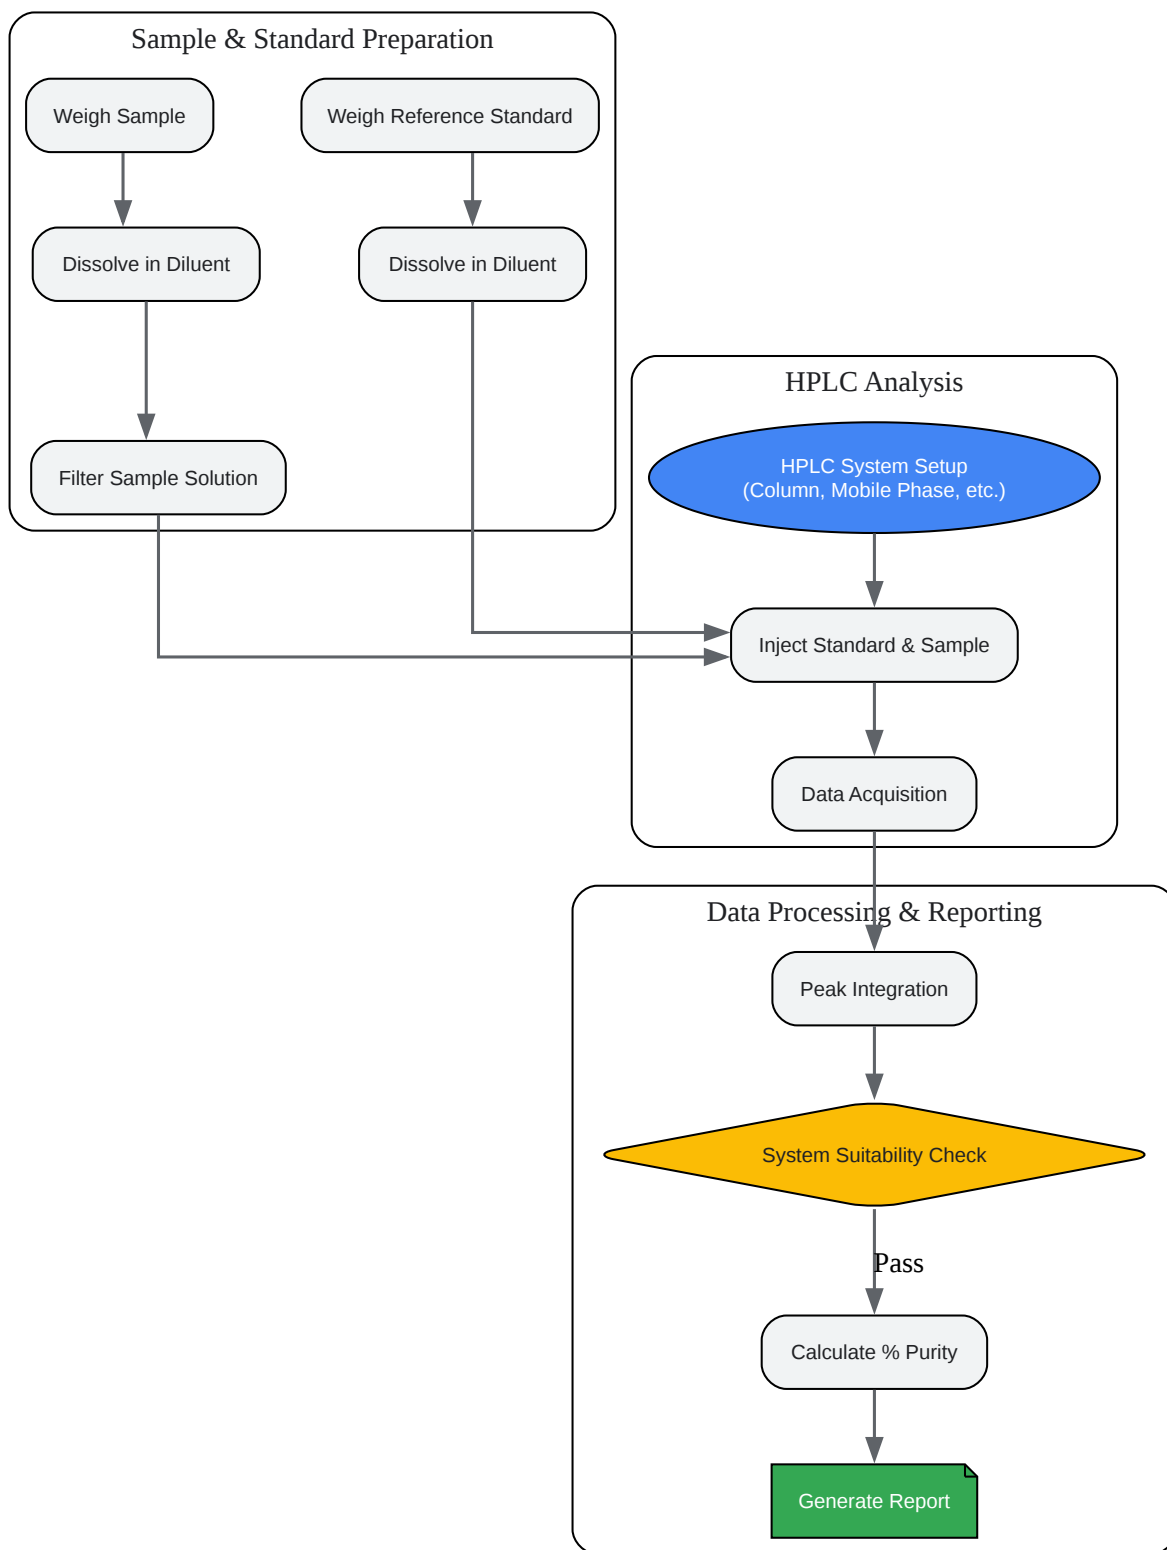 Sample & Standard Preparation
Weigh Sample
Weigh Reference Standard
Dissolve in Diluent
Dissolve in Diluent
Filter Sample Solution
HPLC Analysis
HPLC System Setup
(Column, Mobile Phase, etc.)
Inject Standard & Sample
Data Acquisition
Data Processing & Reporting
Peak Integration
System Suitability Check
Pass
Calculate % Purity
Generate Report